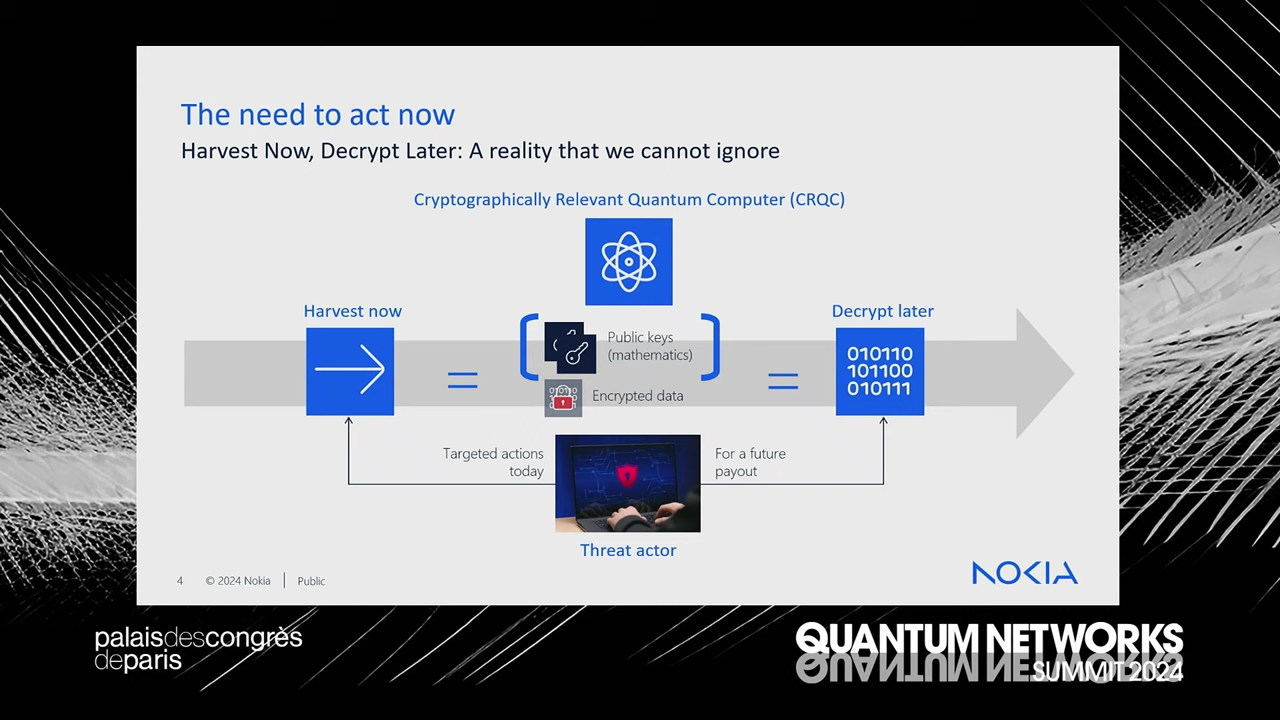 The need to act now
Harvest Now, Decrypt Later: A reality that we cannot ignore
Cryptographically Relevant Quantum Computer (CRQC)
Harvest now
Decrypt later
Public keys
(mathematics)
=
=
Encrypted data
010110
101100
010111
Targeted actions
today
For a future
payout
Threat actor
4 © 2024 Nokia | Public
NOKIA
palaisdescongrès
deparis
QUANTUM NETWORKS
SUMMIT 2024